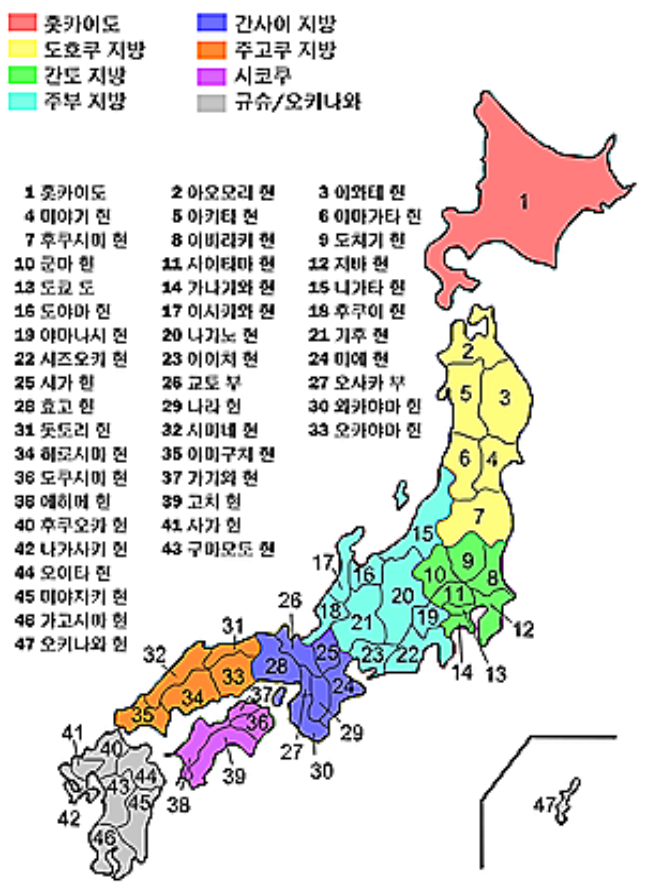 홋카이도
간사이 지방
도호쿠 지방
주고쿠 지방
간토 지방
시코쿠
주부 지방
규슈/오키나와
1 홋카이도 2 아오모리 현 3 이와테 현
4 미야기 현 5 아키타 현 6 야마가타 현
7 후쿠시마 현 8 이바라키 현 9 도치기 현
10 군마 현 11 사이타마 현 12 지바 현
13 도쿄 도 14 가나가와 현 15 니가타 현
16 도야마 현 17 이시카와 현 18 후쿠이 현
19 야마나시 현 20 나가노 현 21 기후 현
22 시즈오카 현 23 아이치 현 24 미에 현
25 시가 현 26 교토 부 27 오사카 부
28 효고 현 29 나라 현 30 와카야마 현
31 돗토리 현 32 시마네 현 33 오카야마 현
34 히로시마 현 35 야마구치 현
36 도쿠시마 현 37 가가와 현
38 에히메 현 39 고치 현
40 후쿠오카 현 41 사가 현
42 나가사키 현 43 구마모토 현
44 오이타 현
45 미야자키 현
46 가고시마 현
47 오키나와 현
1
2
5
3
6
4
7
15
17
16
10
9
8
11
20
18
21
19
12
26
31
25
23
22
14
13
32
28
33
24
34
37
35
36
29
41
40
27
30
39
44
43
45
38
42
46
47